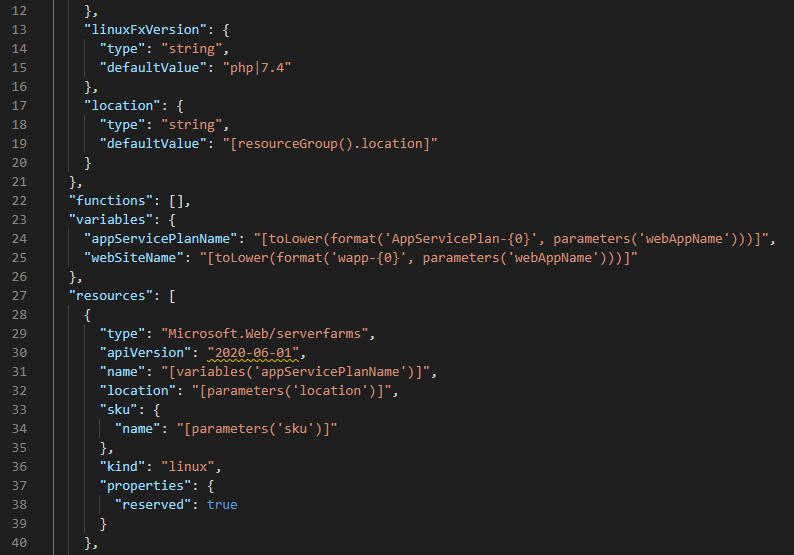 12 },
13 "linuxFxVersion": {
14 "type": "string",
15 "defaultValue": "php|7.4"
16 },
17 "location": {
18 "type": "string",
19 "defaultValue": "[resourceGroup().location]"
20 }
21 },
22 "functions": [],
23 "variables": {
24 "appServicePlanName": "[toLower(format('AppServicePlan-{0}', parameters('webAppName')))]",
25 "webSiteName": "[toLower(format('wapp-{0}', parameters('webAppName')))]"
26 },
27 "resources": [
28 {
29 "type": "Microsoft.Web/serverfarms",
30 "apiVersion": "2020-06-01",
31 "name": "[variables('appServicePlanName')]",
32 "location": "[parameters('location')]",
33 "sku": {
34 "name": "[parameters('sku')]"
35 },
36 "kind": "linux",
37 "properties": {
38 "reserved": true
39 }
40 },